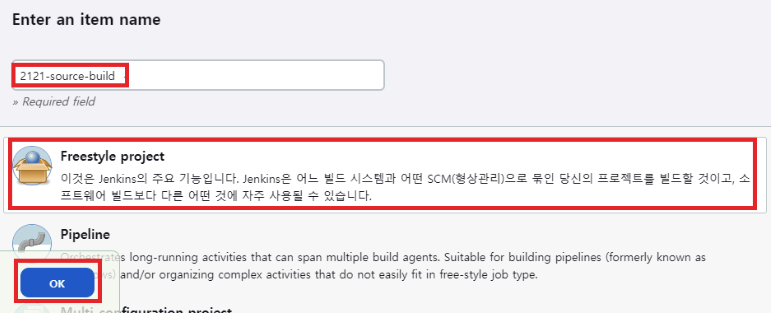 Enter an item name
2121-source-build
» Required field
Freestyle project
이것은 Jenkins의 주요 기능입니다. Jenkins은 어느 빌드 시스템과 어떤 SCM(형상관리)으로 묶인 당신의 프로젝트를 빌드할 것이고, 소
프트웨어 빌드보다 다른 어떤 것에 자주 사용될 수 있습니다.
Pipeline
Orchestrates long-running activities that can span multiple build agents. Suitable for building pipelines (formerly known as
and/or organizing complex activities that do not easily fit in free-style job type.
OK
Multi-configuration project